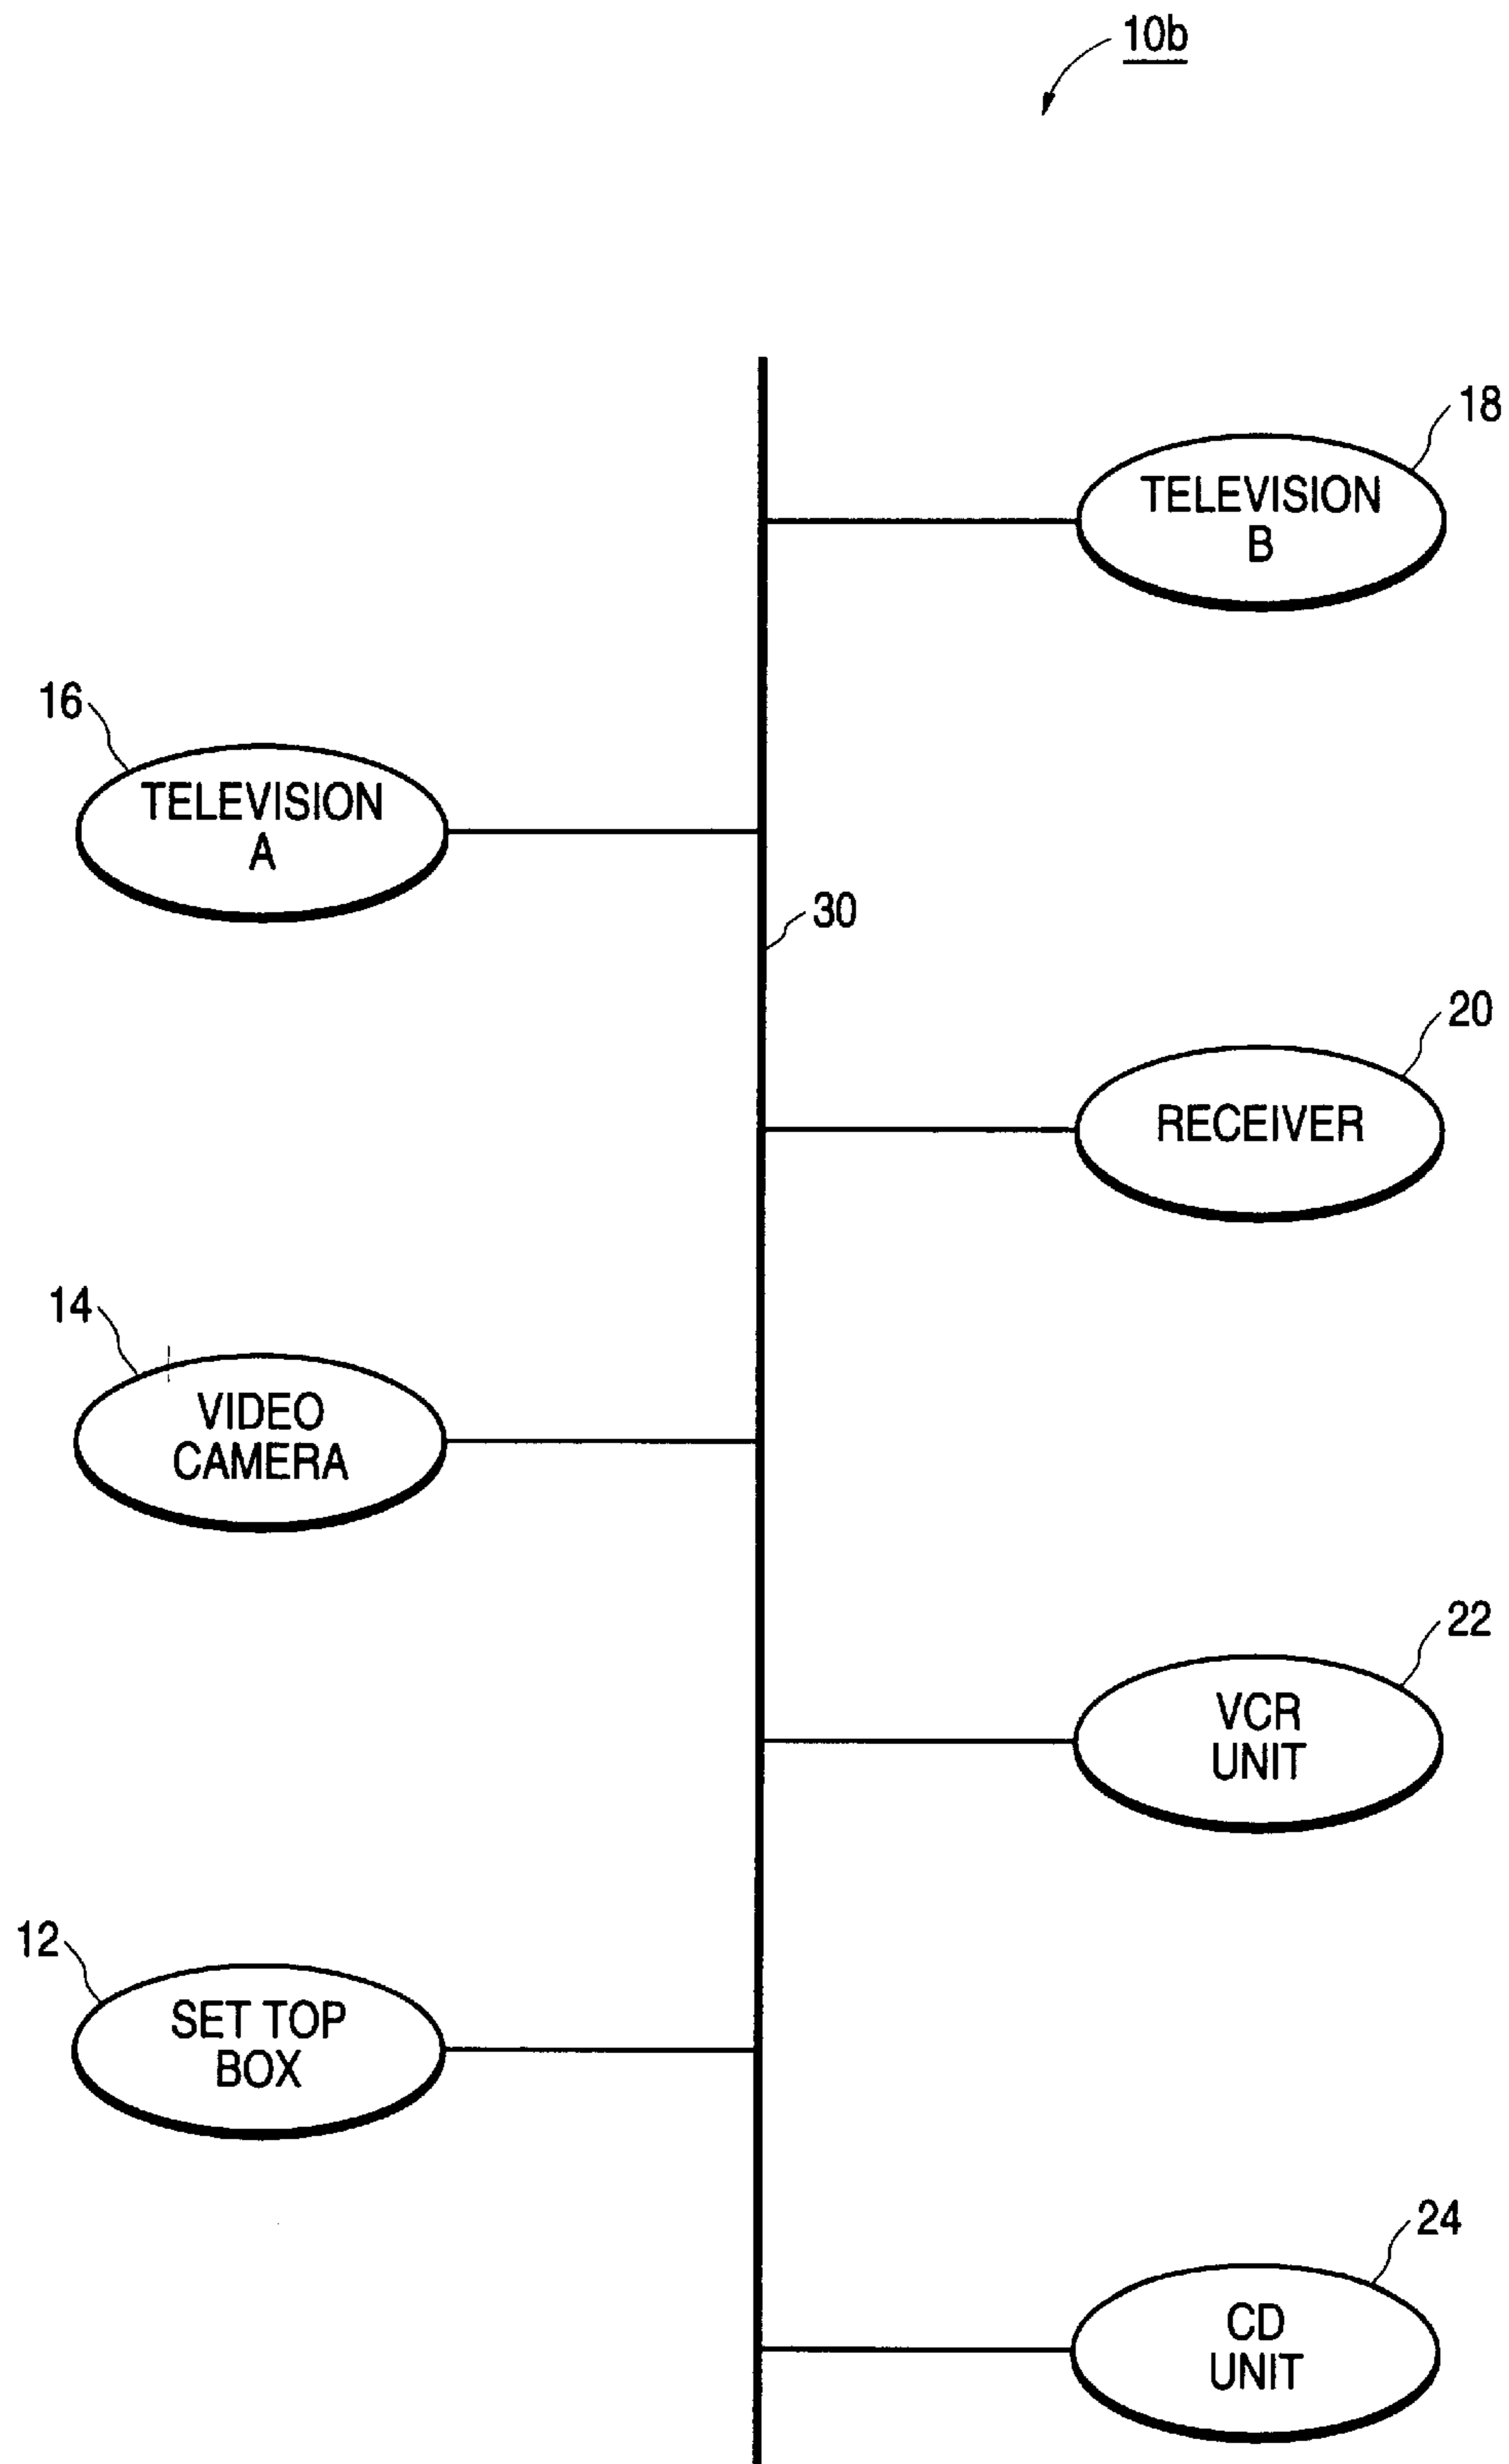 10b
18
TELEVISION
B
16
TELEVISION
A
30
20
RECEIVER
14
VIDEO
CAMERA
22
VCR
UNIT
12
SET TOP
BOX
24
CD
UNIT